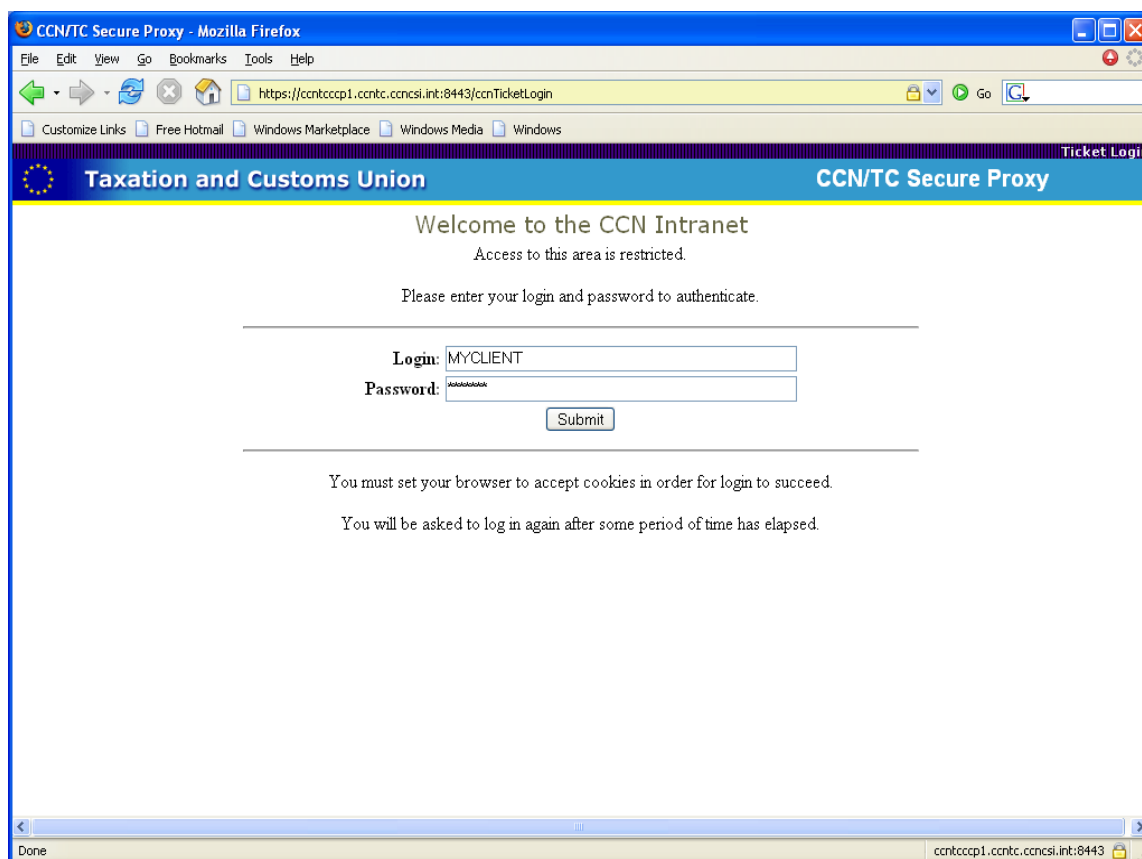 CCN/TC Secure Proxy - Mozilla Firefox
File Edit View Go Bookmarks Tools Help
https://ccntcccp1.ccntc.ccncsi.int:8443/ccnTicketLogin Go G
Customize Links Free Hotmail Windows Marketplace Windows Media Windows
Ticket Logi
Taxation and Customs Union CCN/TC Secure Proxy
Welcome to the CCN Intranet
Access to this area is restricted.
Please enter your login and password to authenticate.
Login: MYCLIENT
Password: *******
Submit
You must set your browser to accept cookies in order for login to succeed.
You will be asked to log in again after some period of time has elapsed.
Done ccntcccp1.ccntc.ccncsi.int:8443